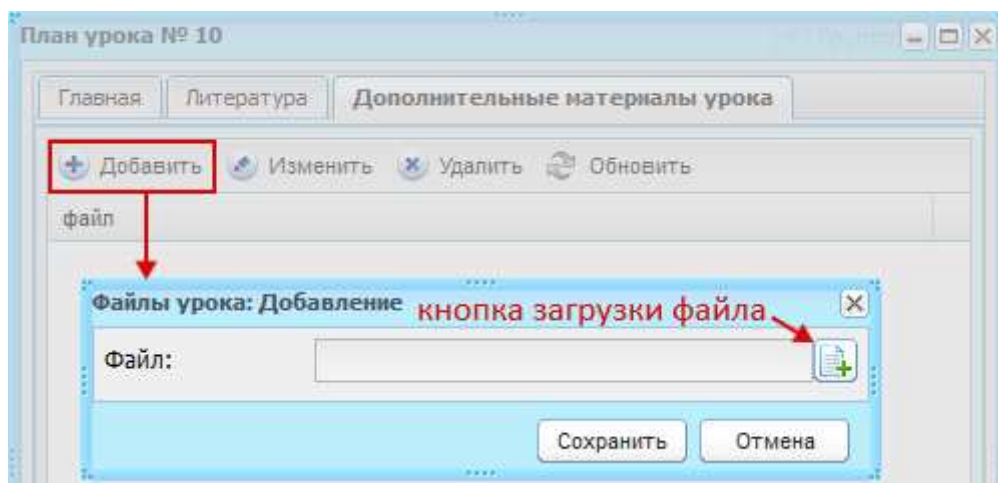 План урока № 10
Главная Литература Дополнительные материалы урока
Добавить Изменить Удалить Обновить
файл
Файлы урока: Добавление
кнопка загрузки файла
Файл:
Сохранить Отмена